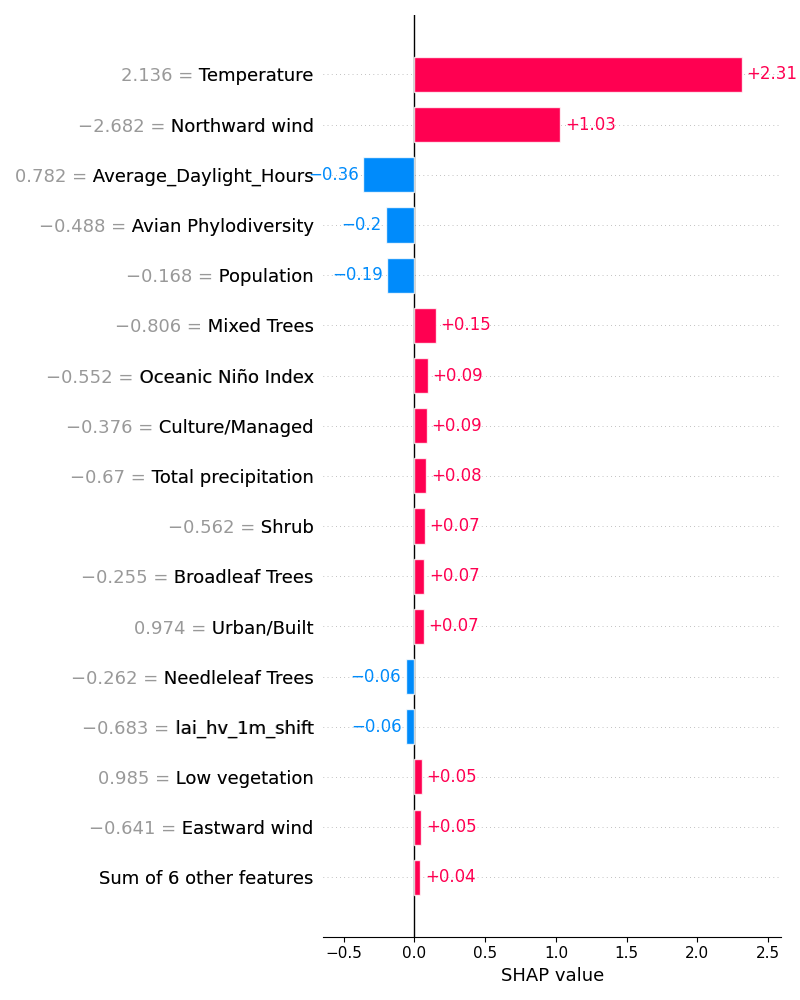 2.136 = Temperature +2.31
−2.682 = Northward wind +1.03
0.782 = Average_Daylight_Hours −0.36
−0.488 = Avian Phylodiversity −0.2
−0.168 = Population −0.19
−0.806 = Mixed Trees +0.15
−0.552 = Oceanic Niño Index +0.09
−0.376 = Culture/Managed +0.09
−0.67 = Total precipitation +0.08
−0.562 = Shrub +0.07
−0.255 = Broadleaf Trees +0.07
0.974 = Urban/Built +0.07
−0.262 = Needleleaf Trees −0.06
−0.683 = lai_hv_1m_shift −0.06
0.985 = Low vegetation +0.05
−0.641 = Eastward wind +0.05
Sum of 6 other features +0.04
−0.5 0.0 0.5 1.0 1.5 2.0 2.5
SHAP value